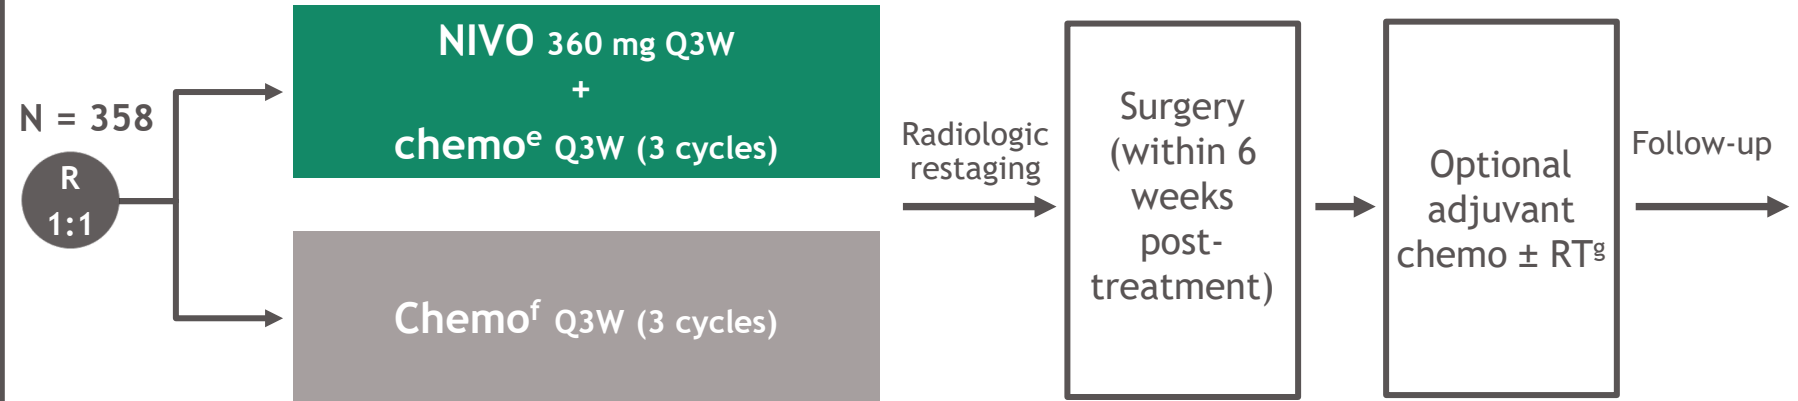 N = 358
R
1:1
NIVO 360 mg Q3W
+
chemoᵉ Q3W (3 cycles)
Chemoᶠ Q3W (3 cycles)
Radiologic
restaging
Surgery
(within 6
weeks
post-
treatment)
Optional
adjuvant
chemo ± RTᵍ
Follow-up